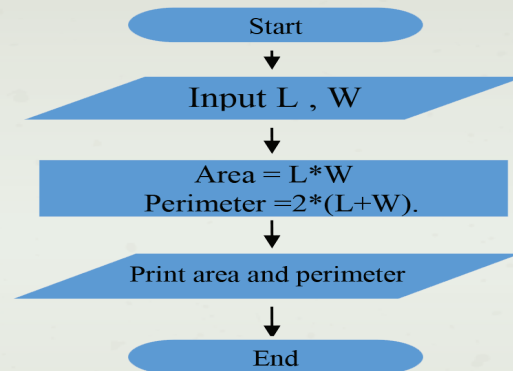 Start
Input L , W
Area = L*W
Perimeter =2*(L+W).
Print area and perimeter
End